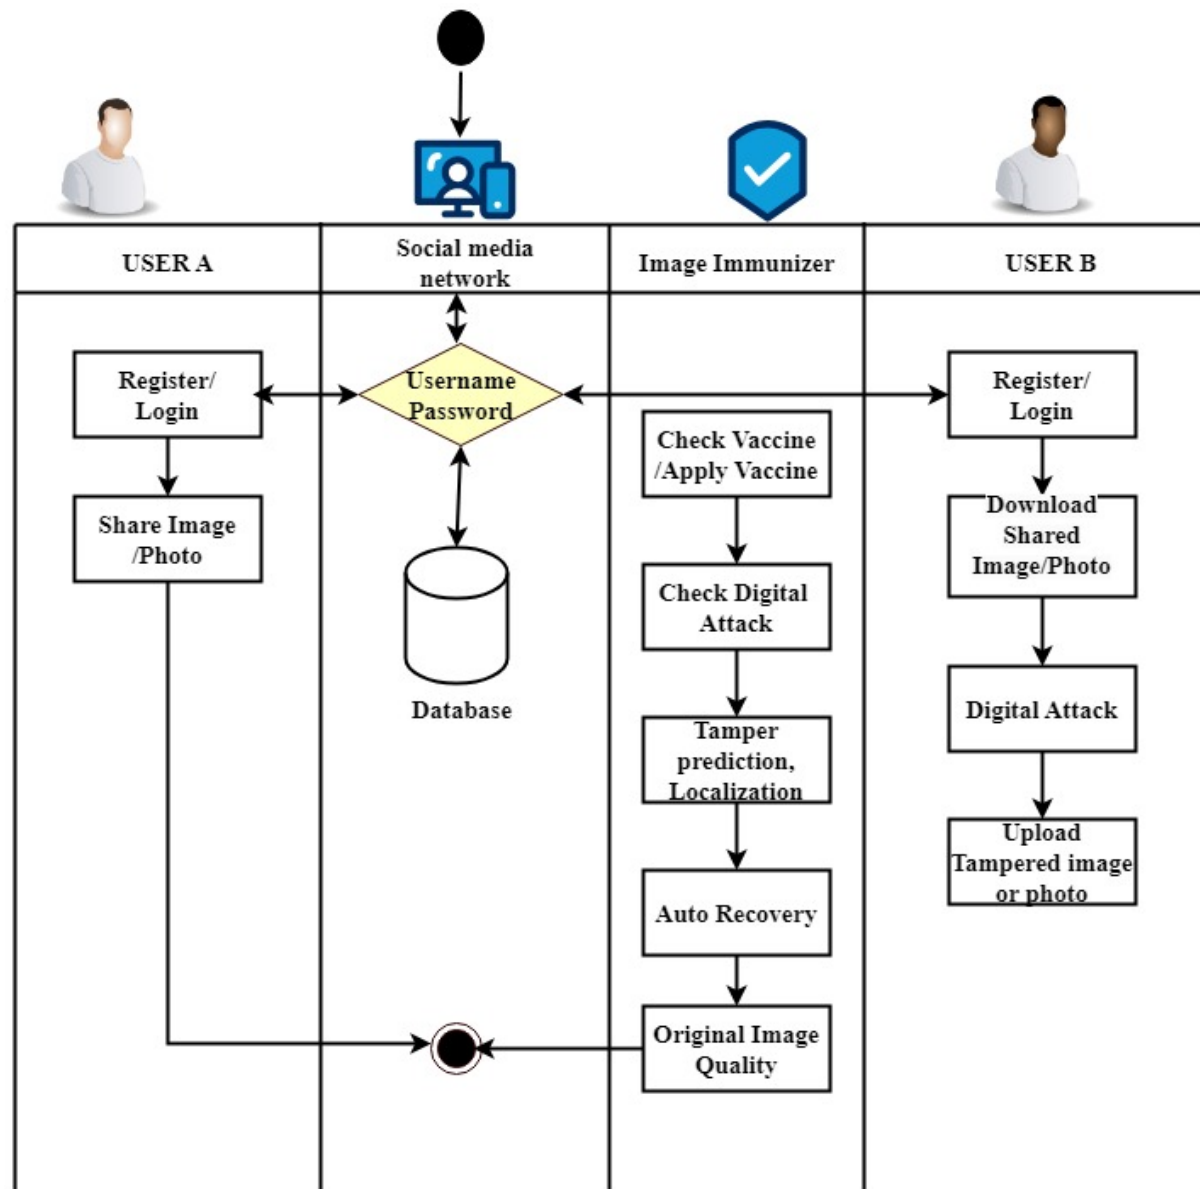 USER A
Social media
network
Image Immunizer
USER B
Register/
Login
Share Image
/Photo
Username
Password
Database
Check Vaccine
/Apply Vaccine
Check Digital
Attack
Tamper
prediction,
Localization
Auto Recovery
Original Image
Quality
Register/
Login
Download
Shared
Image/Photo
Digital Attack
Upload
Tampered image
or photo